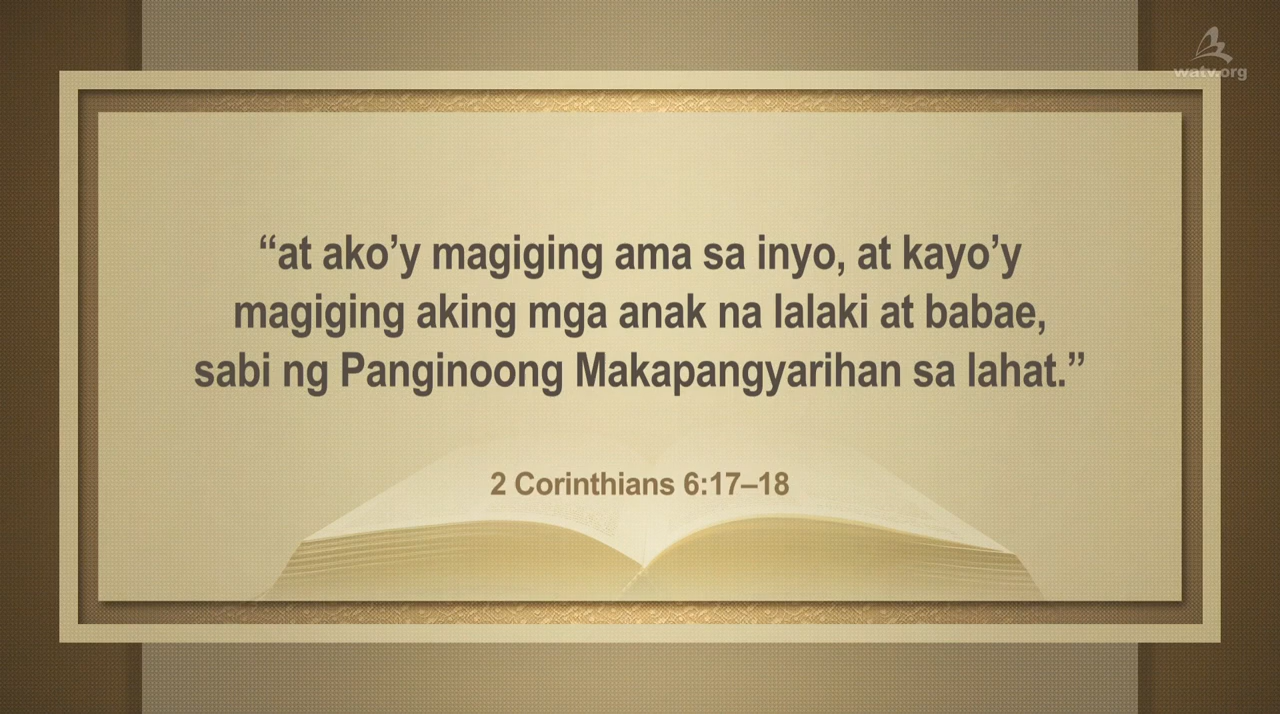 watv.org
“at ako’y magiging ama sa inyo, at kayo’y
magiging aking mga anak na lalaki at babae,
sabi ng Panginoong Makapangyarihan sa lahat.”
2 Corinthians 6:17–18